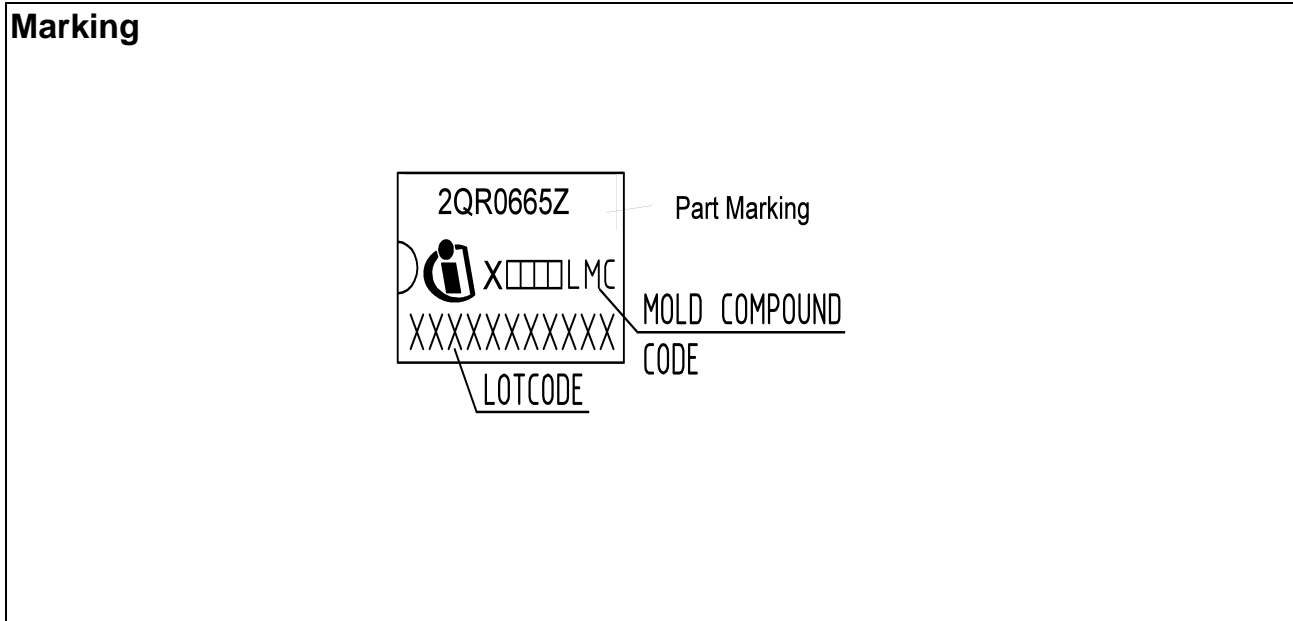 Marking
2QR0665Z
Part Marking
X□□□□LMC
MOLD COMPOUND
CODE
XXXXXXXXXXX
LOTCODE